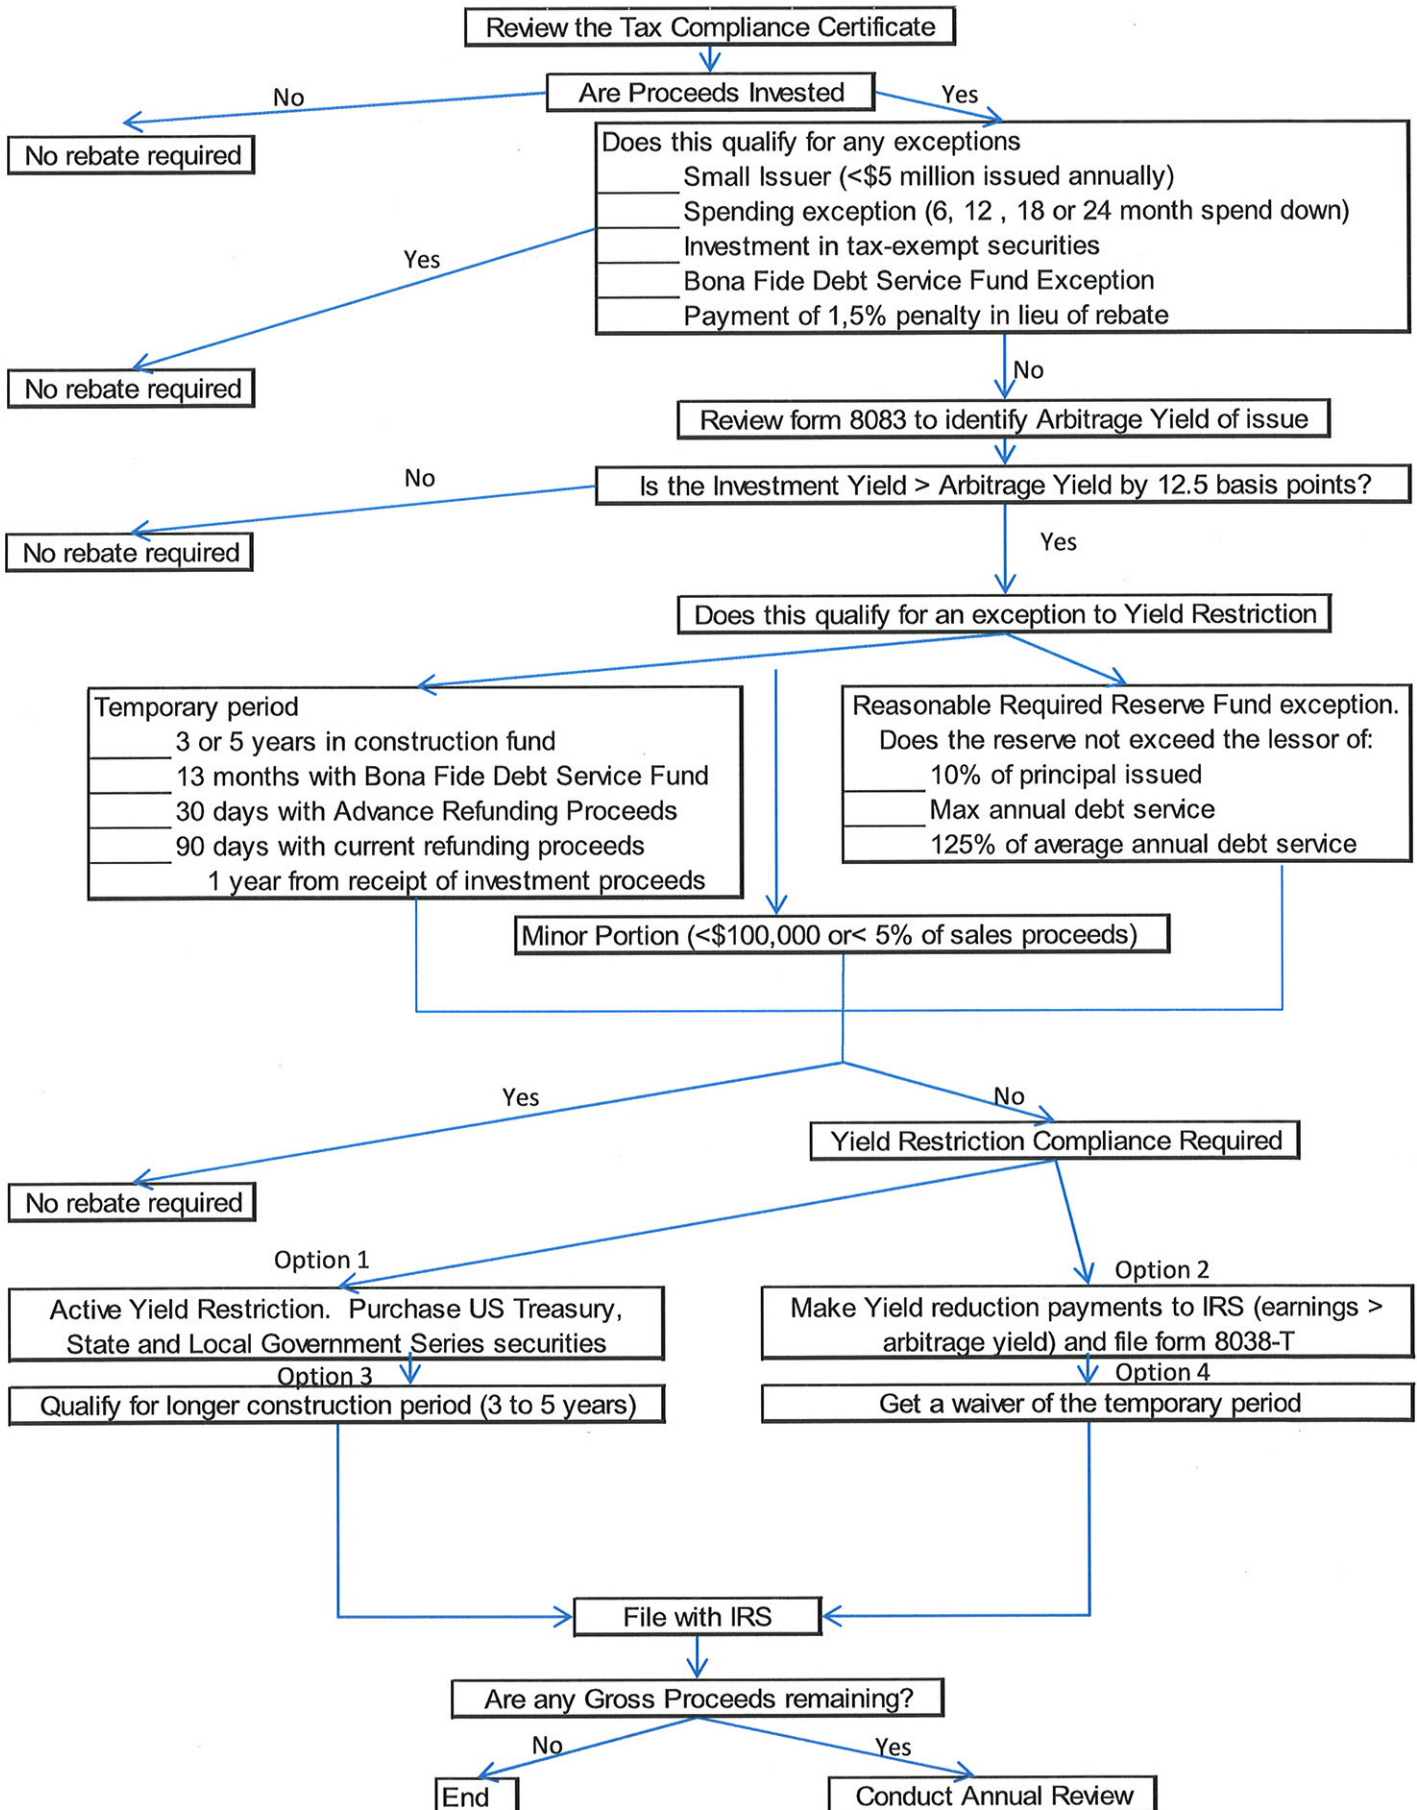 Review the Tax Compliance Certificate
Are Proceeds Invested
No
Yes
No rebate required
Does this qualify for any exceptions
Small Issuer (<$5 million issued annually)
Spending exception (6, 12 , 18 or 24 month spend down)
Investment in tax-exempt securities
Bona Fide Debt Service Fund Exception
Payment of 1,5% penalty in lieu of rebate
Yes
No rebate required
No
Review form 8083 to identify Arbitrage Yield of issue
Is the Investment Yield > Arbitrage Yield by 12.5 basis points?
No
No rebate required
Yes
Does this qualify for an exception to Yield Restriction
Temporary period
3 or 5 years in construction fund
13 months with Bona Fide Debt Service Fund
30 days with Advance Refunding Proceeds
90 days with current refunding proceeds
1 year from receipt of investment proceeds
Reasonable Required Reserve Fund exception.
Does the reserve not exceed the lessor of:
10% of principal issued
Max annual debt service
125% of average annual debt service
Minor Portion (<$100,000 or< 5% of sales proceeds)
Yes
No
Yield Restriction Compliance Required
No rebate required
Option 1
Active Yield Restriction. Purchase US Treasury,
State and Local Government Series securities
Option 2
Make Yield reduction payments to IRS (earnings >
arbitrage yield) and file form 8038-T
Option 3
Qualify for longer construction period (3 to 5 years)
Option 4
Get a waiver of the temporary period
File with IRS
Are any Gross Proceeds remaining?
No
Yes
End
Conduct Annual Review